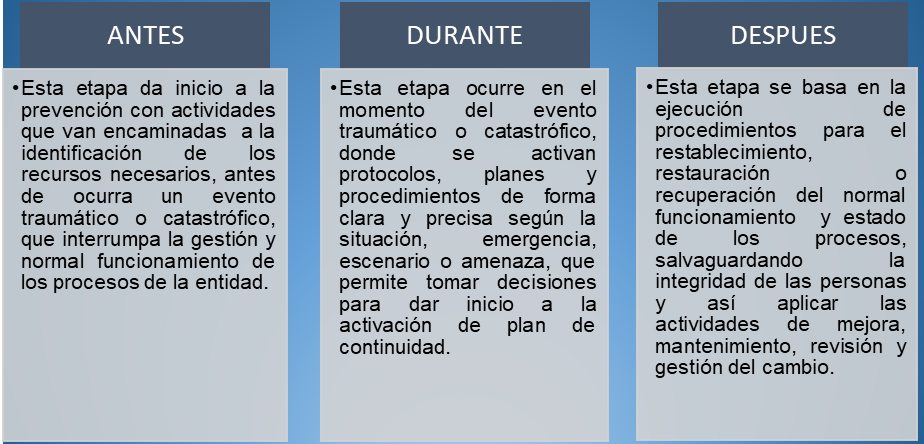 ANTES
•Esta etapa da inicio a la
prevención con actividades
que van encaminadas a la
identificación de los
recursos necesarios, antes
de ocurra un evento
traumático o catastrófico,
que interrumpa la gestión y
normal funcionamiento de
los procesos de la entidad.
DURANTE
•Esta etapa ocurre en el
momento del evento
traumático o catastrófico,
donde se activan
protocolos, planes y
procedimientos de forma
clara y precisa según la
situación, emergencia,
escenario o amenaza, que
permite tomar decisiones
para dar inicio a la
activación de plan de
continuidad.
DESPUES
•Esta etapa se basa en la
ejecución de
procedimientos para el
restablecimiento,
restauración o
recuperación del normal
funcionamiento y estado
de los procesos,
salvaguardando la
integridad de las personas
y así aplicar las
actividades de mejora,
mantenimiento, revisión y
gestión del cambio.